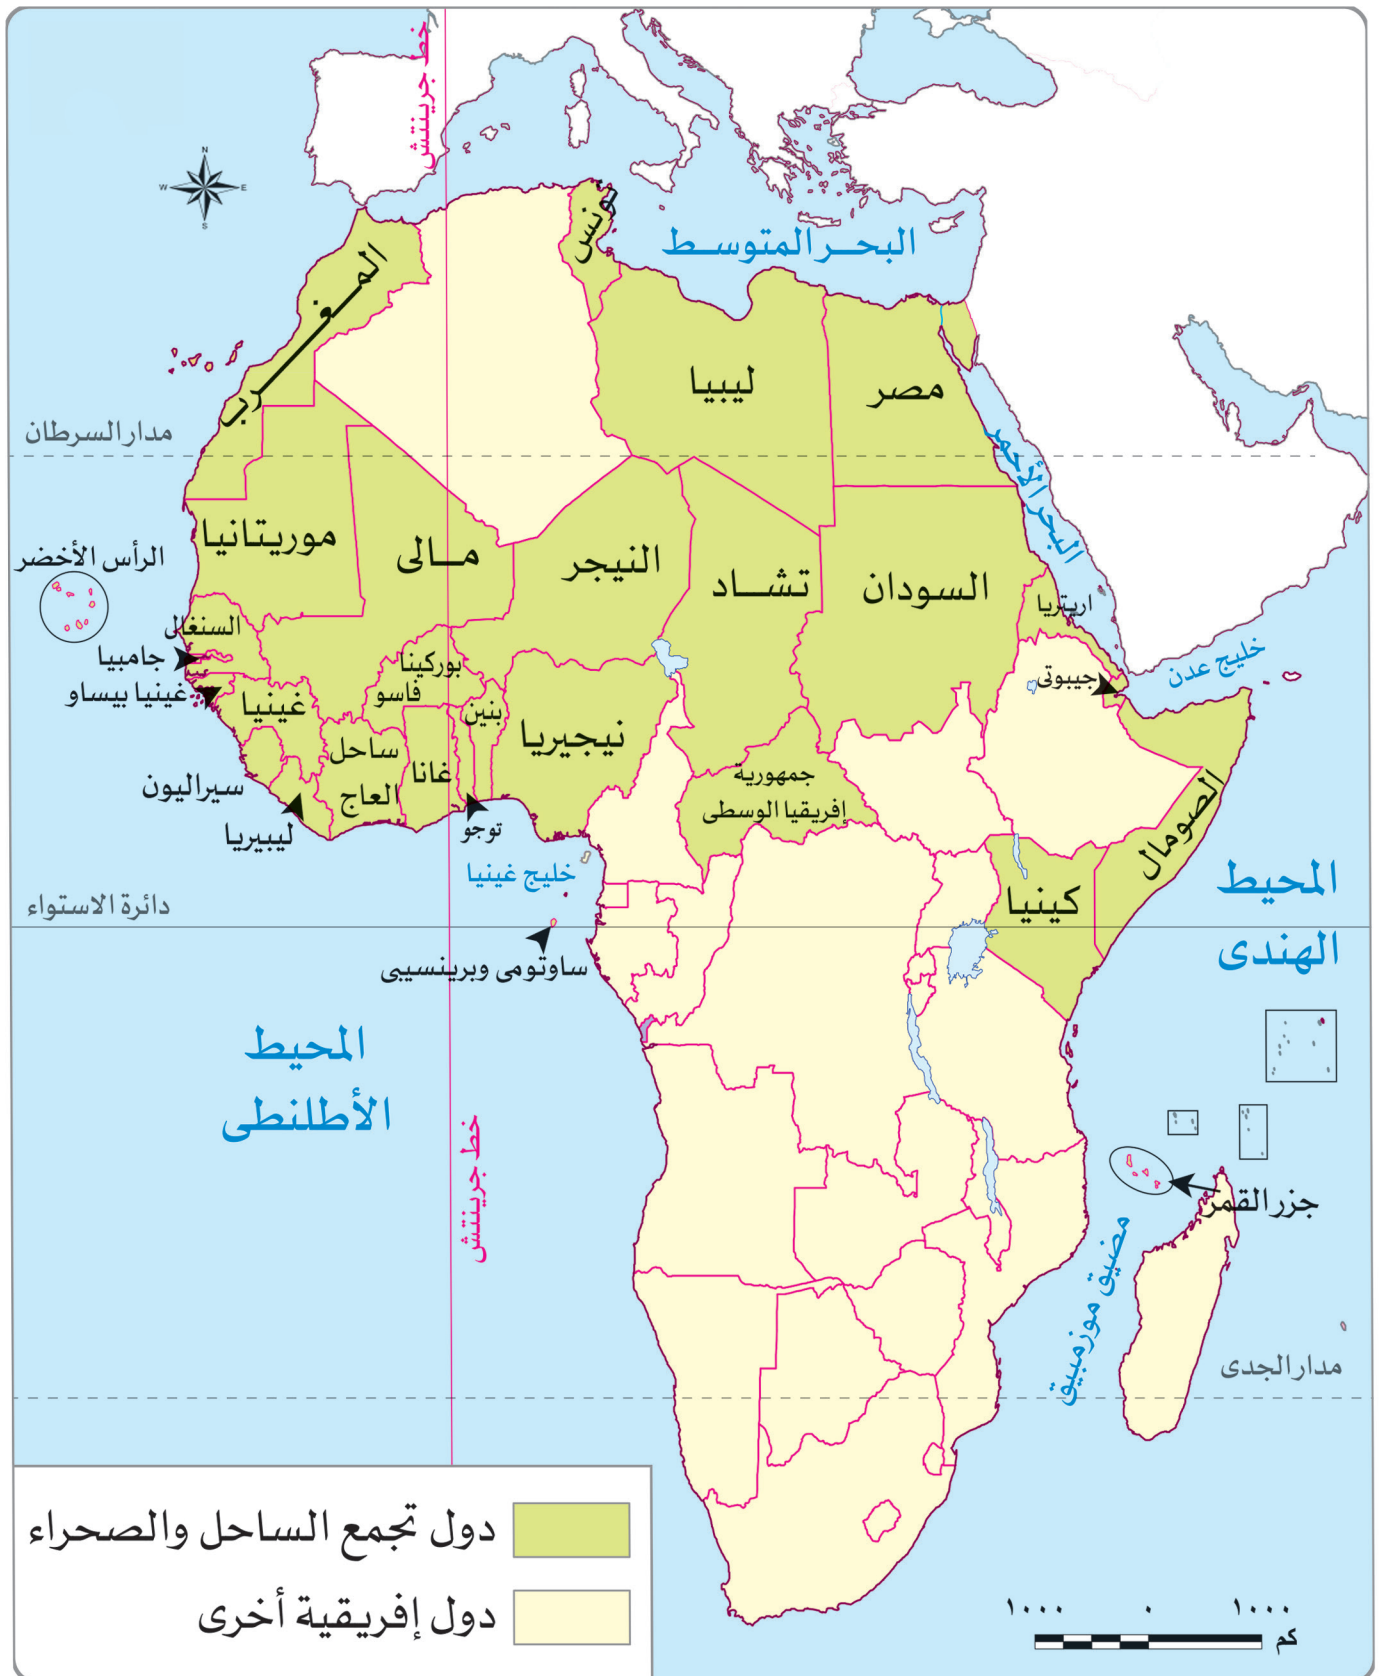 خط جرينتش
N
W
E
S
تونس
البحر المتوسط
المغرب
ليبيا
مصر
مدار السرطان
البحر الأحمر
موريتانيا
مالى
النيجر
تشاد
السودان
الرأس الأخضر
اريتريا
السنغال
جامبيا
بوركينا
فاسو
خليج عدن
جيبوتى
غينيا بيساو
غينيا
بنين
نيجيريا
ساحل
العاج
غانا
جمهورية
إفريقيا الوسطى
سيراليون
ليبيريا
توجو
الصومال
خليج غينيا
كينيا
المحيط
الهندى
دائرة الاستواء
ساوتومى وبرينسيبى
المحيط
الأطلنطى
خط جرينتش
جزر القمر
مضيق موزمبيق
مدار الجدى
دول تجمع الساحل والصحراء
دول إفريقية أخرى
١٠٠٠ ٠ ١٠٠٠
كم